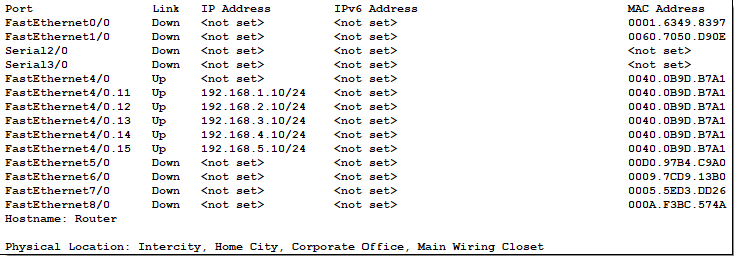 Port Link IP Address IPv6 Address MAC Address
FastEthernet0/0 Down <not set> <not set> 0001.6349.8397
FastEthernet1/0 Down <not set> <not set> 0060.7050.D90E
Serial2/0 Down <not set> <not set> <not set>
Serial3/0 Down <not set> <not set> <not set>
FastEthernet4/0 Up <not set> <not set> 0040.0B9D.B7A1
FastEthernet4/0.11 Up 192.168.1.10/24 <not set> 0040.0B9D.B7A1
FastEthernet4/0.12 Up 192.168.2.10/24 <not set> 0040.0B9D.B7A1
FastEthernet4/0.13 Up 192.168.3.10/24 <not set> 0040.0B9D.B7A1
FastEthernet4/0.14 Up 192.168.4.10/24 <not set> 0040.0B9D.B7A1
FastEthernet4/0.15 Up 192.168.5.10/24 <not set> 0040.0B9D.B7A1
FastEthernet5/0 Down <not set> <not set> 00D0.97B4.C9A0
FastEthernet6/0 Down <not set> <not set> 0009.7CD9.13B0
FastEthernet7/0 Down <not set> <not set> 0005.5ED3.DD26
FastEthernet8/0 Down <not set> <not set> 000A.F3BC.574A
Hostname: Router
Physical Location: Intercity, Home City, Corporate Office, Main Wiring Closet